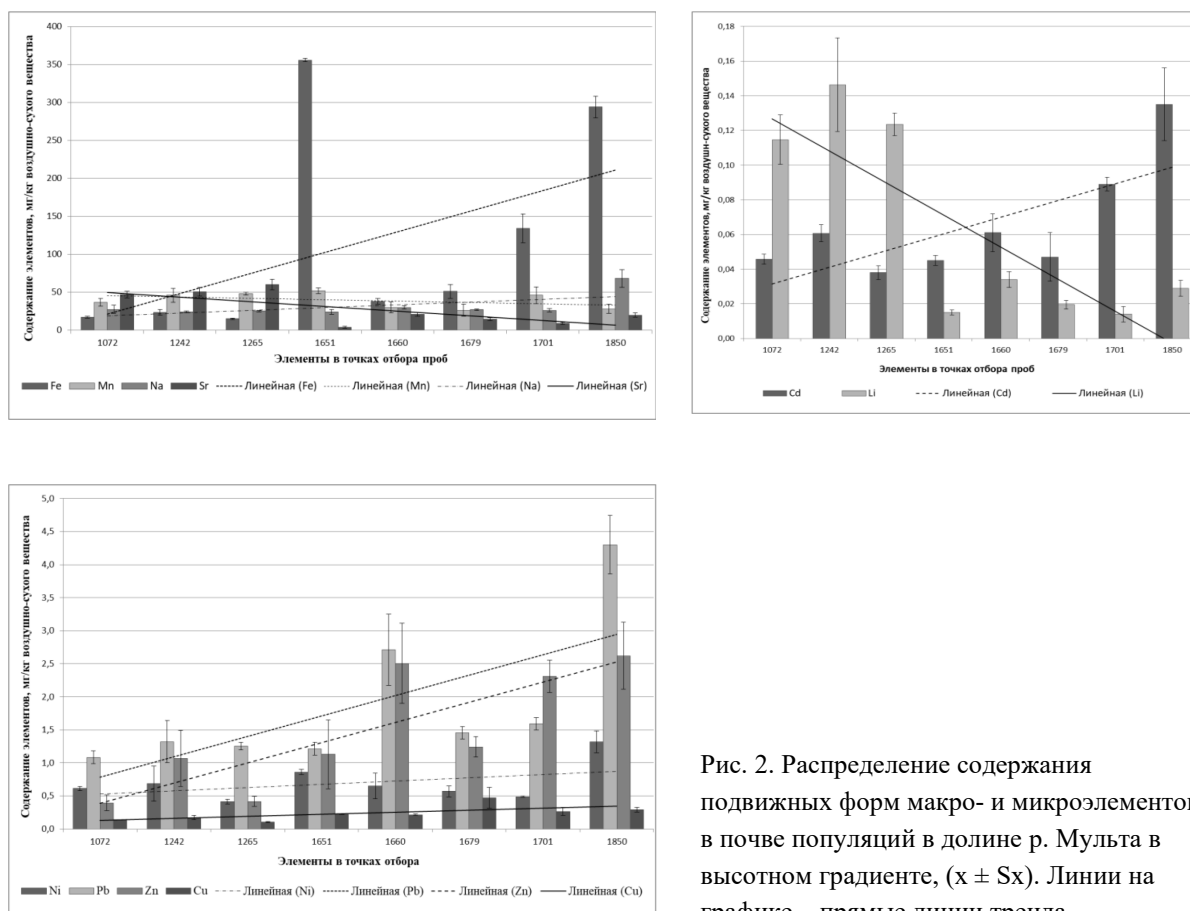 Содержание элементов, мг/кг воздушно-сухого вещества
400
350
300
250
200
150
100
50
0
1072 1242 1265 1651 1660 1679 1701 1850
Элементы в точках отбора проб
Fe Mn Na Sr Линейная (Fe) Линейная (Mn) Линейная (Na) Линейная (Sr)
Содержание элементов, мг/кг воздушн-сухого вещества
0,18
0,16
0,14
0,12
0,10
0,08
0,06
0,04
0,02
0,00
1072 1242 1265 1651 1660 1679 1701 1850
Элементы в точках отбора проб
Cd Li Линейная (Cd) Линейная (Li)
Содержание элементов, мг/кг воздушно-сухого вещества
5,0
4,5
4,0
3,5
3,0
2,5
2,0
1,5
1,0
0,5
0,0
1072 1242 1265 1651 1660 1679 1701 1850
Элементы в точках отбора
Ni Pb Zn Cu Линейная (Ni) Линейная (Pb) Линейная (Zn) Линейная (Cu)
Рис. 2. Распределение содержания
подвижных форм макро- и микроэлементо
в почве популяций в долине р. Мульта в
высотном градиенте, (x ± Sx). Линии на
графике – прямые линии тренда